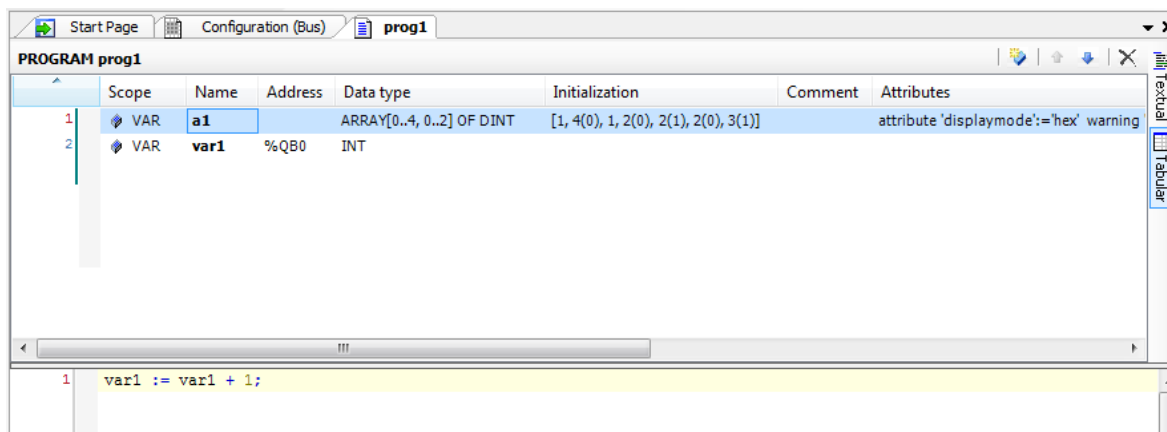 Start Page Configuration (Bus) prog1
PROGRAM prog1
Scope Name Address Data type Initialization Comment Attributes
1 VAR a1 ARRAY[0..4, 0..2] OF DINT [1, 4(0), 1, 2(0), 2(1), 2(0), 3(1)] attribute 'displaymode':='hex' warning '
2 VAR var1 %QB0 INT
Textual
Tabular
1 var1 := var1 + 1;